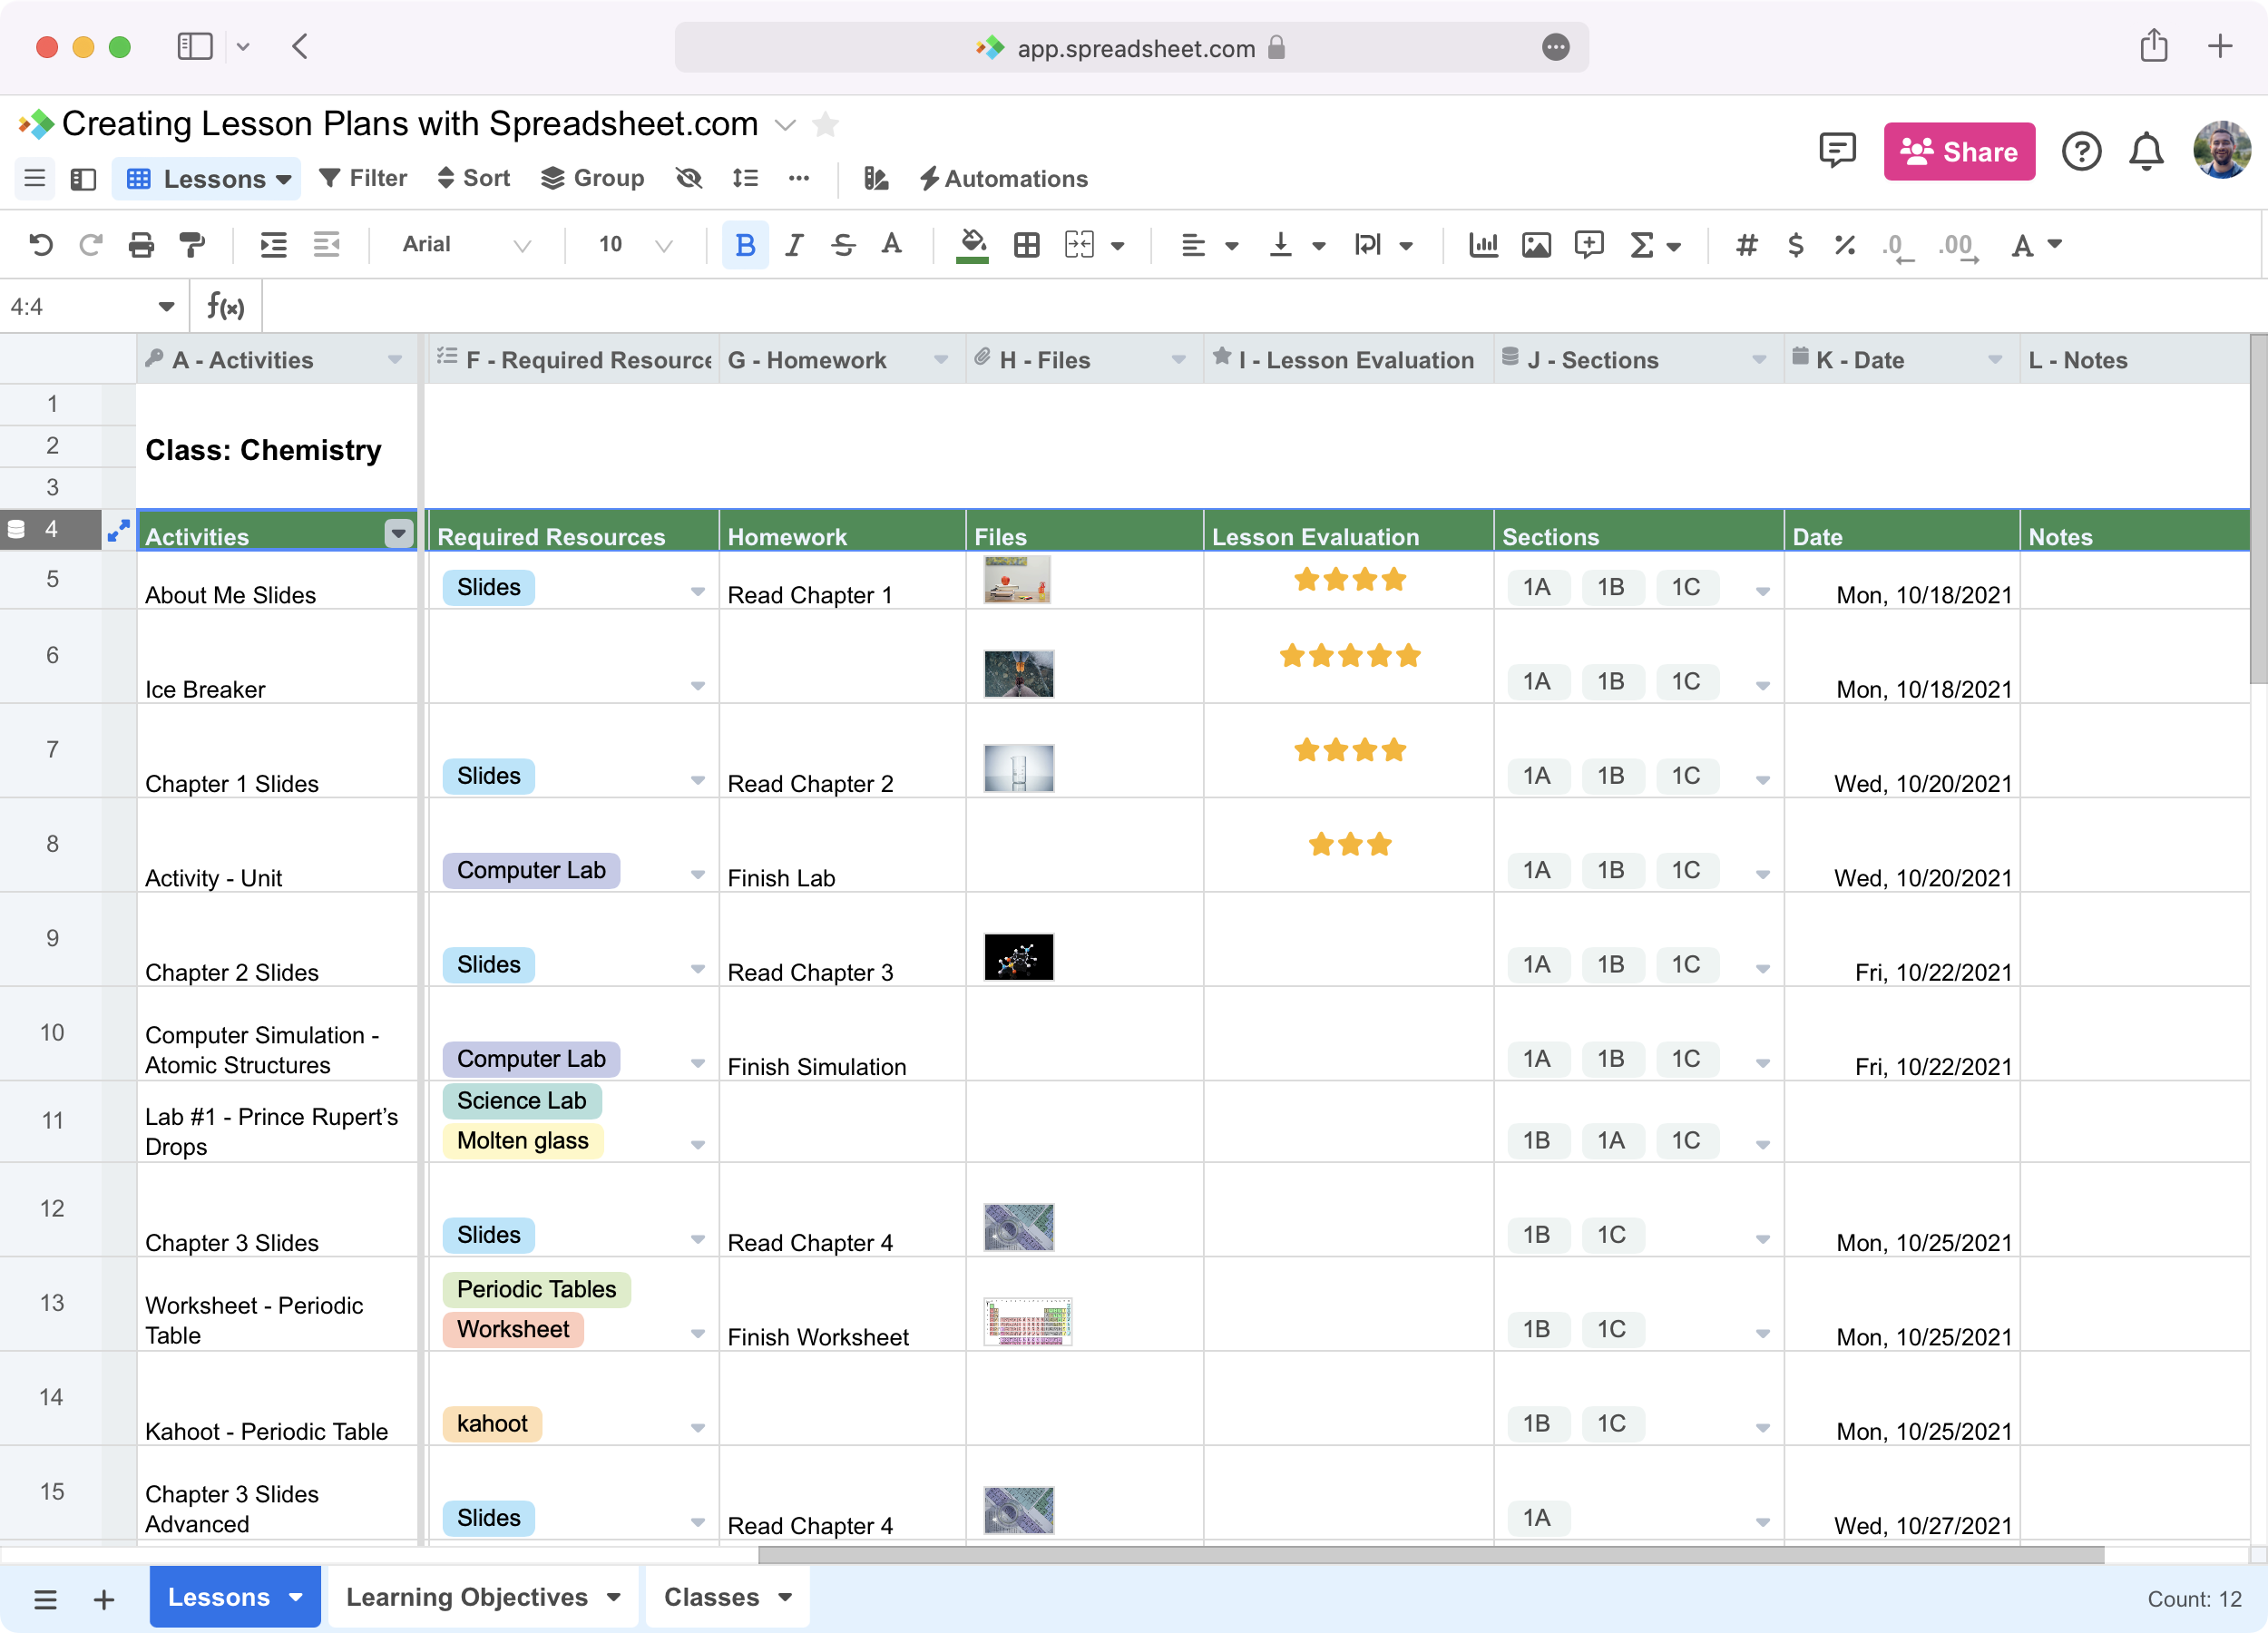 app.spreadsheet.com
Creating Lesson Plans with Spreadsheet.com
Share
Lessons Filter Sort Group Automations
Arial 10 B I S A # $ % .0 .00 A
4:4 f(x)
A - Activities F - Required Resource G - Homework H - Files I - Lesson Evaluation J - Sections K - Date L - Notes
1
2 Class: Chemistry
3
4 Activities Required Resources Homework Files Lesson Evaluation Sections Date Notes
5 About Me Slides Slides Read Chapter 1 1A 1B 1C Mon, 10/18/2021
6 Ice Breaker 1A 1B 1C Mon, 10/18/2021
7 Chapter 1 Slides Slides Read Chapter 2 1A 1B 1C Wed, 10/20/2021
8 Activity - Unit Computer Lab Finish Lab 1A 1B 1C Wed, 10/20/2021
9 Chapter 2 Slides Slides Read Chapter 3 1A 1B 1C Fri, 10/22/2021
10 Computer Simulation -
Atomic Structures Computer Lab Finish Simulation 1A 1B 1C Fri, 10/22/2021
11 Lab #1 - Prince Rupert’s Science Lab
Drops Molten glass 1B 1A 1C
12 Chapter 3 Slides Slides Read Chapter 4 1B 1C Mon, 10/25/2021
13 Worksheet - Periodic Periodic Tables
Table Worksheet Finish Worksheet 1B 1C Mon, 10/25/2021
14 Kahoot - Periodic Table kahoot 1B 1C Mon, 10/25/2021
15 Chapter 3 Slides
Advanced Slides Read Chapter 4 1A Wed, 10/27/2021
Lessons Learning Objectives Classes Count: 12